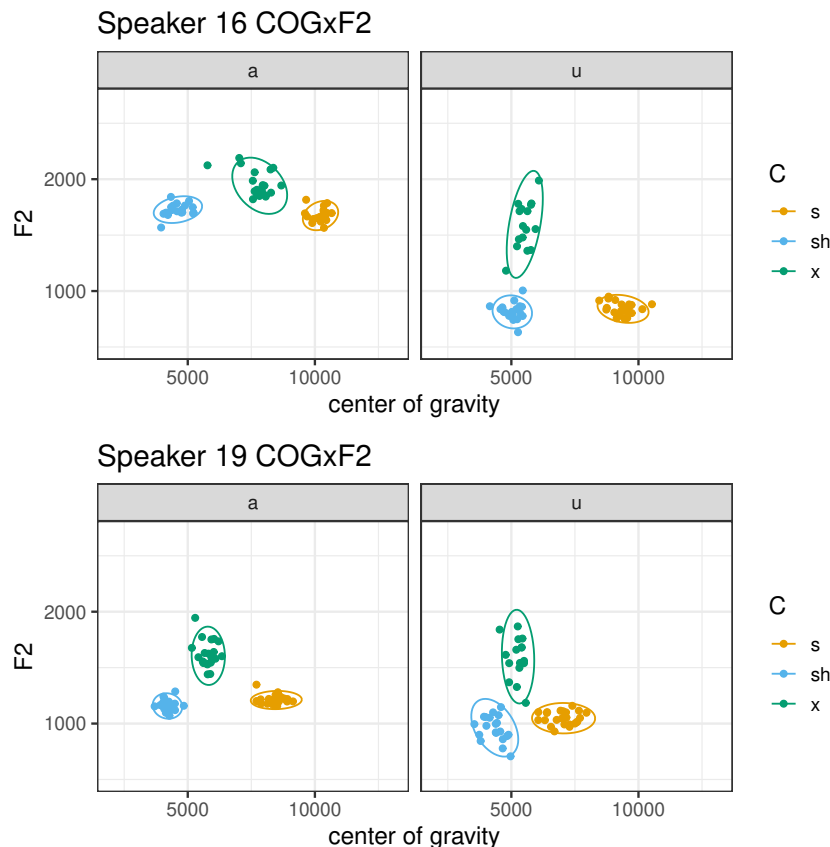 Speaker 16 COGxF2
a
u
2000
1000
F2
5000
10000
5000
10000
center of gravity
C
s
sh
x
Speaker 19 COGxF2
a
u
2000
1000
F2
5000
10000
5000
10000
center of gravity
C
s
sh
x